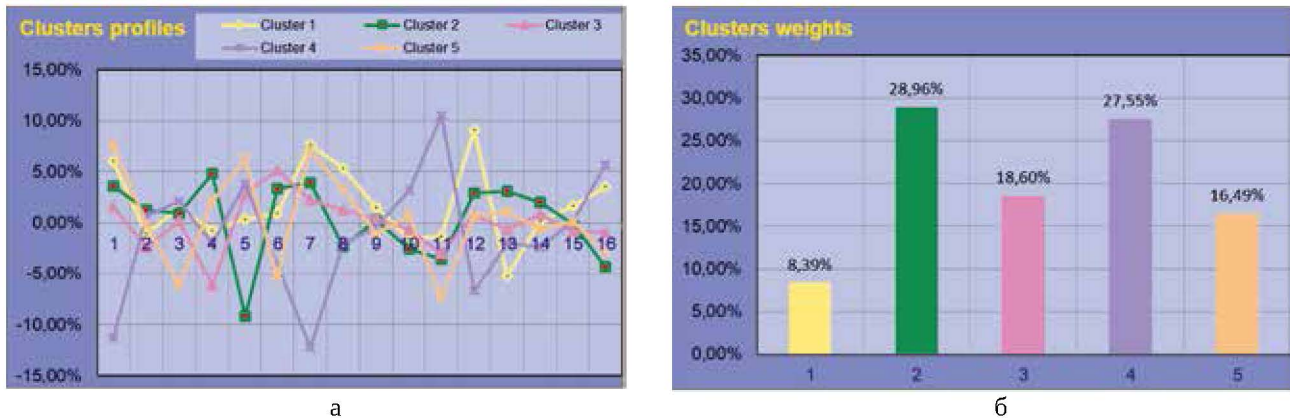 Clusters profiles
Cluster 1 Cluster 2 Cluster 3
Cluster 4 Cluster 5
15,00%
10,00%
5,00%
0,00%
1 2 3 4 5 6 7 8 9 10 11 12 13 14 15 16
-5,00%
-10,00%
-15,00%
а
Clusters weights
35,00%
30,00%
25,00%
20,00%
15,00%
10,00%
5,00%
0,00%
8,39%
28,96%
18,60%
27,55%
16,49%
1 2 3 4 5
б